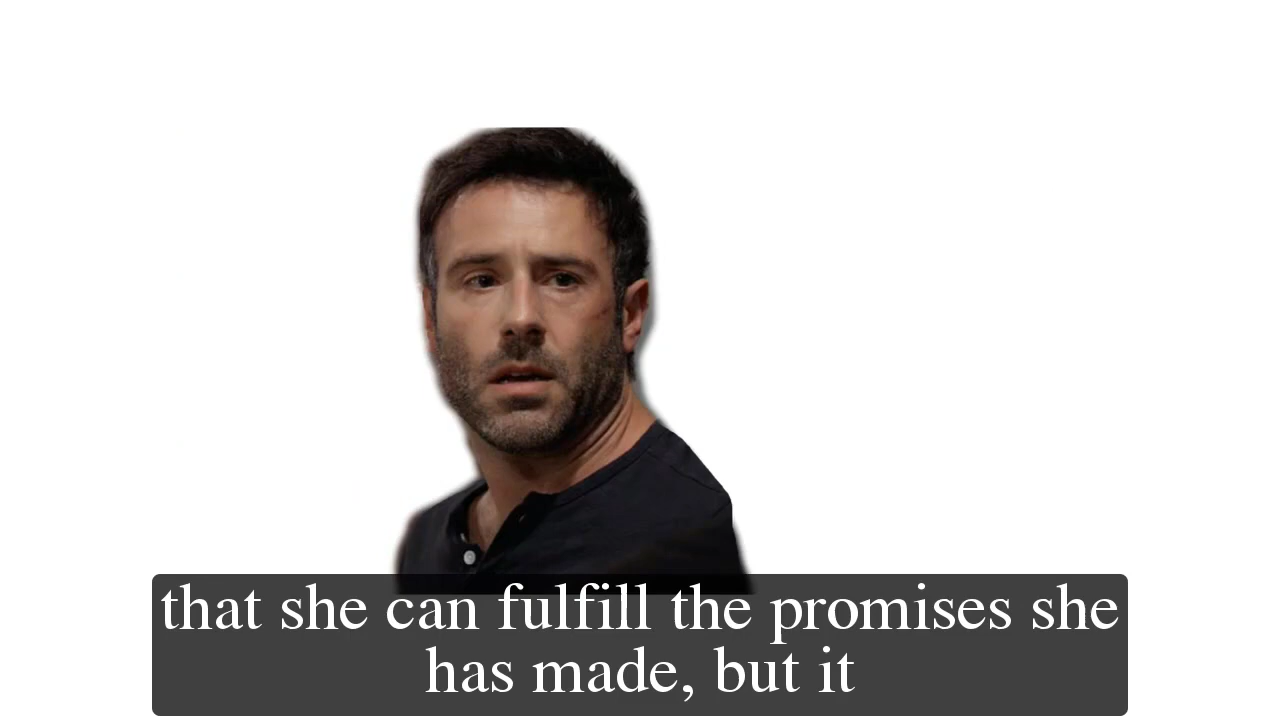 that she can fulfill the promises she
has made, but it